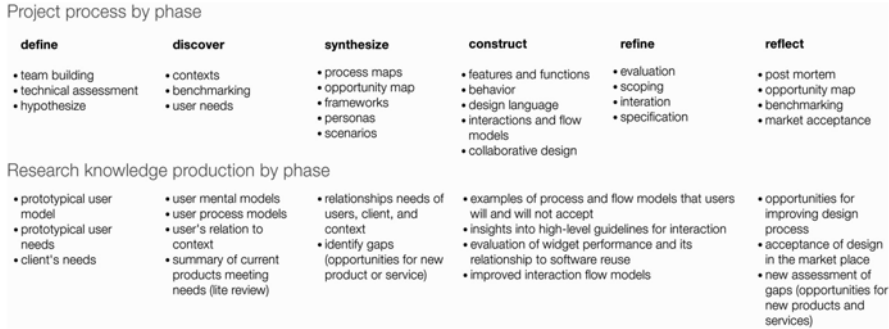 Project process by phase
define
• team building
• technical assessment
• hypothesize
discover
• contexts
• benchmarking
• user needs
synthesize
• process maps
• opportunity map
• frameworks
• personas
• scenarios
construct
• features and functions
• behavior
• design language
• interactions and flow
models
• collaborative design
refine
• evaluation
• scoping
• interation
• specification
reflect
• post mortem
• opportunity map
• benchmarking
• market acceptance
Research knowledge production by phase
• prototypical user
model
• prototypical user
needs
• client's needs
• user mental models
• user process models
• user's relation to
context
• summary of current
products meeting
needs (lite review)
• relationships needs of
users, client, and
context
• identify gaps
(opportunities for new
product or service)
• examples of process and flow models that users
will and will not accept
• insights into high-level guidelines for interaction
• evaluation of widget performance and its
relationship to software reuse
• improved interaction flow models
• opportunities for
improving design
process
• acceptance of design
in the market place
• new assessment of
gaps (opportunities for
new products and
services)